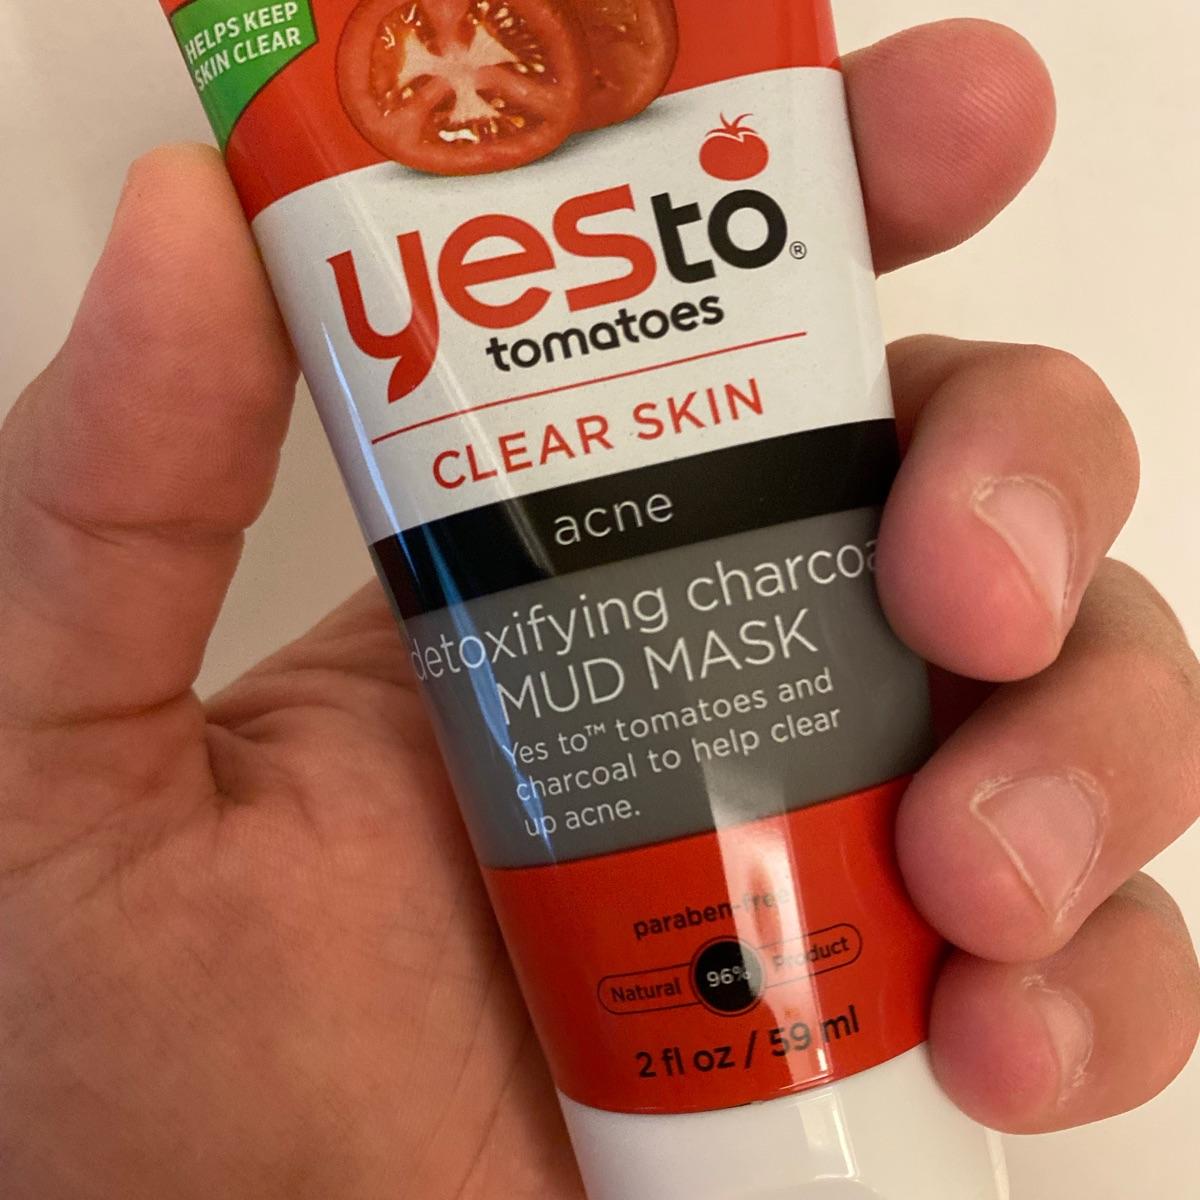 HELPS KEEP
SKIN CLEAR
yesto®
tomatoes
CLEAR SKIN
acne
detoxifying charcoa
MUD MASK
Yes to™ tomatoes and
charcoal to help clear
up acne.
paraben-free
Natural 96% Product
2 fl oz / 59 ml